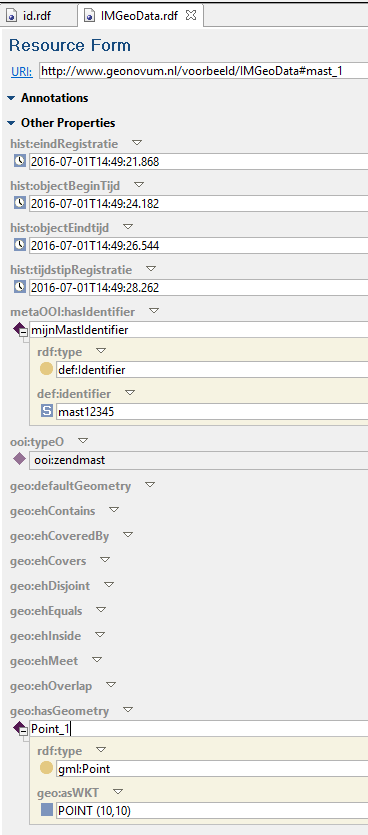 id.rdf IMGeoData.rdf
Resource Form
URI: http://www.geonovum.nl/voorbeeld/IMGeoData#mast_1
Annotations
Other Properties
hist:eindRegistratie
2016-07-01T14:49:21.868
hist:objectBeginTijd
2016-07-01T14:49:24.182
hist:objectEindtijd
2016-07-01T14:49:26.544
hist:tijdstipRegistratie
2016-07-01T14:49:28.262
metaOOI:hasIdentifier
mijnMastIdentifier
rdf:type
def:Identifier
def:identifier
S mast12345
ooi:typeO
ooi:zendmast
geo:defaultGeometry
geo:ehContains
geo:ehCoveredBy
geo:ehCovers
geo:ehDisjoint
geo:ehEquals
geo:ehInside
geo:ehMeet
geo:ehOverlap
geo:hasGeometry
Point_1
rdf:type
gml:Point
geo:asWKT
POINT (10,10)